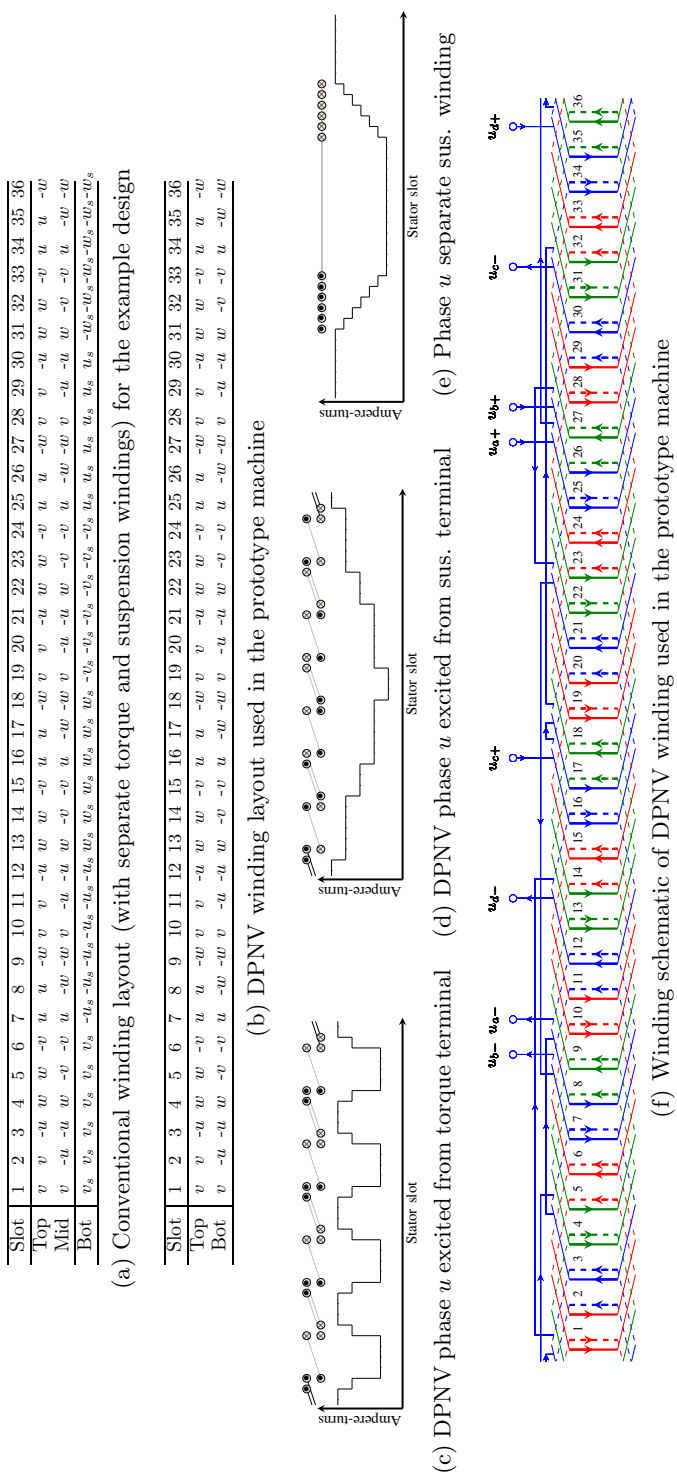 Slot 1 2 3 4 5 6 7 8 9 10 11 12 13 14 15 16 17 18 19 20 21 22 23 24 25 26 27 28 29 30 31 32 33 34 35 36
Top v v -u w w -v u u -w v v -u w w -v u u -w v v -u w w -v u u -w v v -u w w -v u u -w
Mid v -u -u w -v -v u -w -w v -u -u w -v -v u -w -w v -u -u w -v -v u -w -w v -u -u w -v -v u -w -w
Bot vₛ vₛ vₛ vₛ vₛ vₛ -uₛ -uₛ -uₛ -uₛ -uₛ -uₛ wₛ wₛ wₛ wₛ wₛ wₛ -vₛ -vₛ -vₛ -vₛ -vₛ -vₛ uₛ uₛ uₛ uₛ uₛ uₛ -wₛ -wₛ -wₛ -wₛ -wₛ -wₛ
(a) Conventional winding layout (with separate torque and suspension windings) for the example design
Slot 1 2 3 4 5 6 7 8 9 10 11 12 13 14 15 16 17 18 19 20 21 22 23 24 25 26 27 28 29 30 31 32 33 34 35 36
Top v v -u w w -v u u -w v v -u w w -v u u -w v v -u w w -v u u -w v v -u w w -v u u -w
Bot v -u -u w -v -v u -w -w v -u -u w -v -v u -w -w v -u -u w -v -v u -w -w v -u -u w -v -v u -w -w
(b) DPNV winding layout used in the prototype machine
Ampere-turns
Stator slot
(c) DPNV phase u excited from torque terminal
Ampere-turns
Stator slot
(d) DPNV phase u excited from sus. terminal
Ampere-turns
Stator slot
(e) Phase u separate sus. winding
u_b− u_a− u_d− u_c+ u_a+ u_b+ u_c− u_d+
1 2 3 4 5 6 7 8 9 10 11 12 13 14 15 16 17 18 19 20 21 22 23 24 25 26 27 28 29 30 31 32 33 34 35 36
(f) Winding schematic of DPNV winding used in the prototype machine